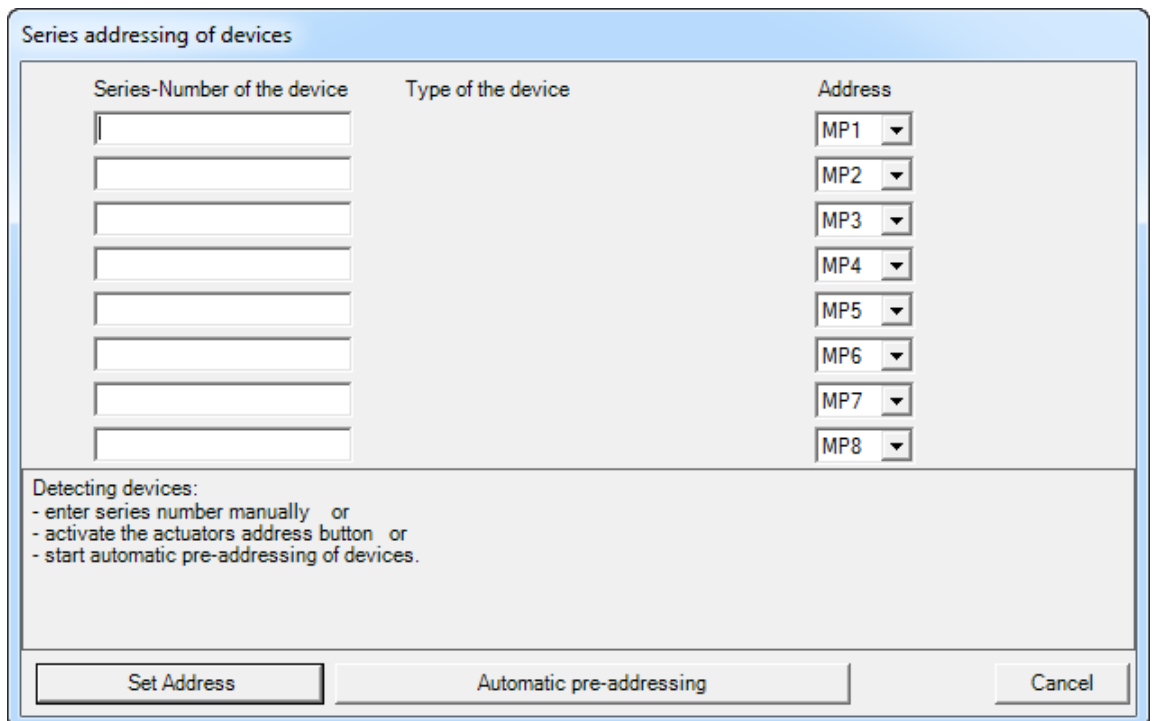 Series addressing of devices
Series-Number of the device Type of the device Address
MP1
MP2
MP3
MP4
MP5
MP6
MP7
MP8
Detecting devices:
- enter series number manually or
- activate the actuators address button or
- start automatic pre-addressing of devices.
Set Address Automatic pre-addressing Cancel